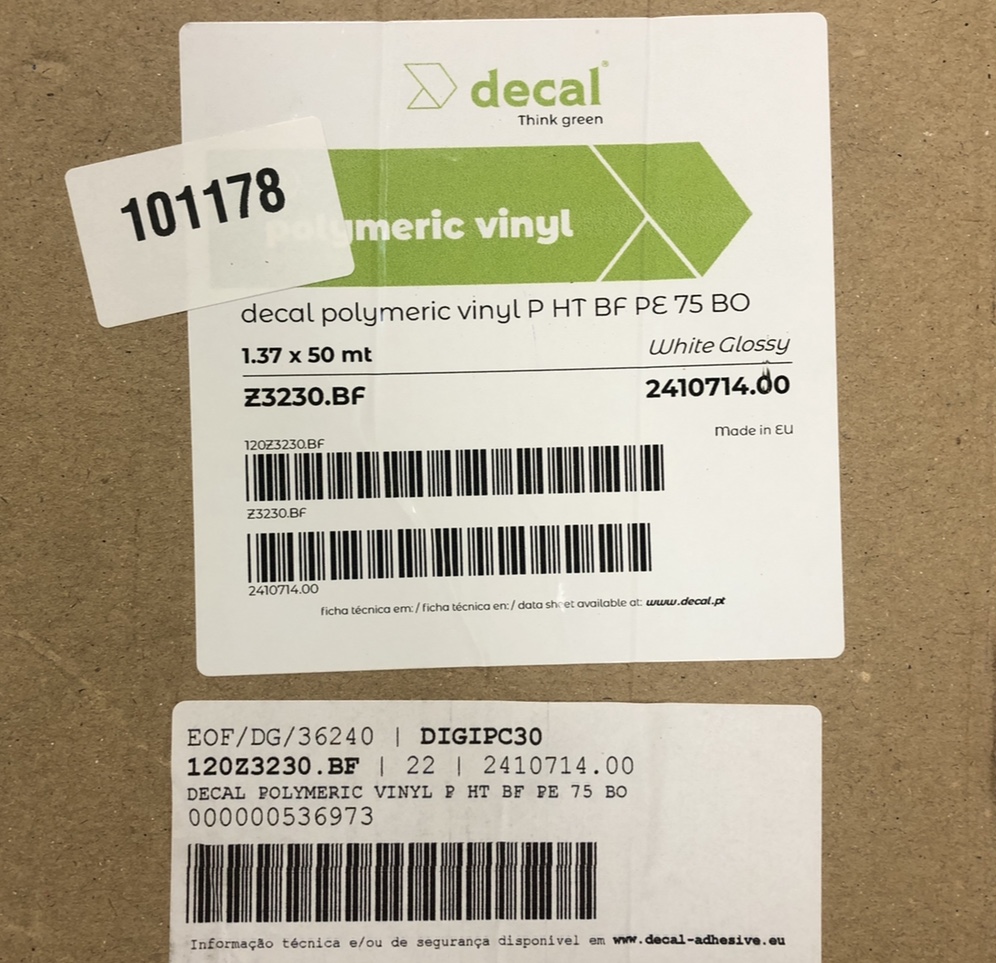 decal®
Think green
101178
polymeric vinyl
decal polymeric vinyl P HT BF PE 75 BO
1.37 x 50 mt
White Glossy
Z3230.BF
2410714.00
Made in EU
120Z3230.BF
Z3230.BF
2410714.00
ficha técnica em: / ficha técnica en: / data sheet available at: www.decal.pt
EOF/DG/36240 | DIGIPC30
120Z3230.BF | 22 | 2410714.00
DECAL POLYMERIC VINYL P HT BF PE 75 BO
000000536973
Informação técnica e/ou de segurança disponivel em www.decal-adhesive.eu